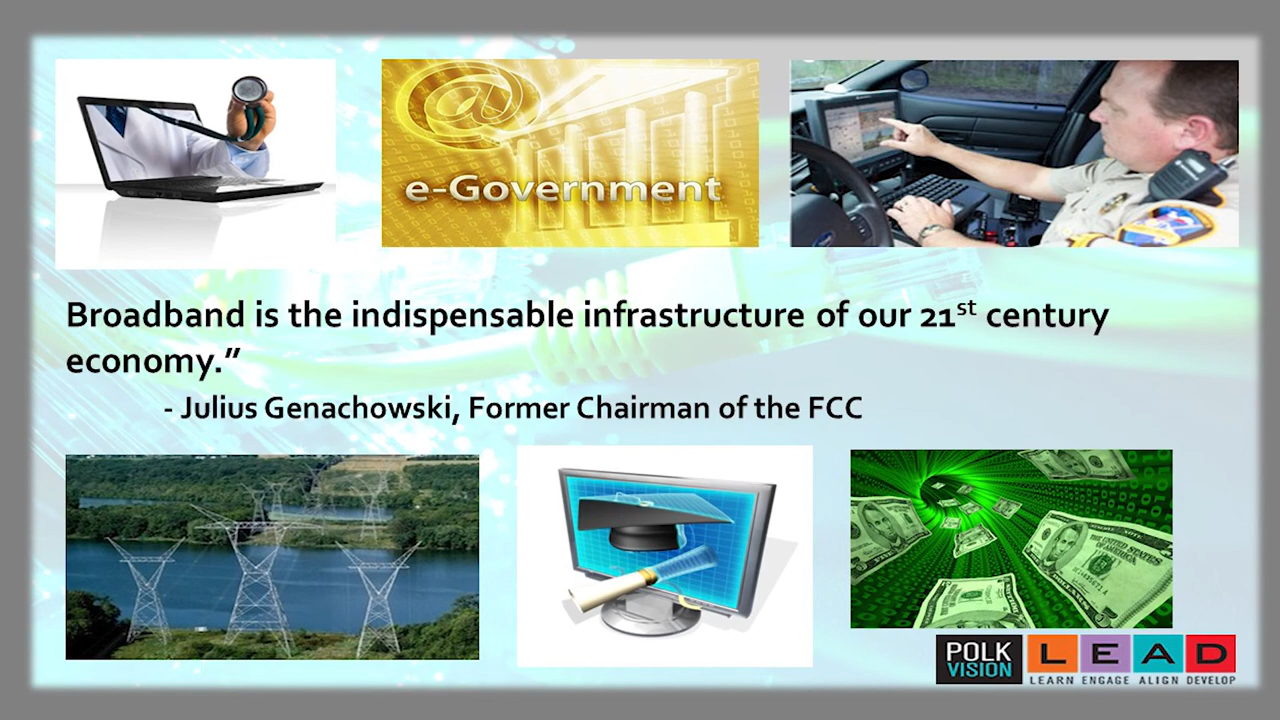 e-Government
Broadband is the indispensable infrastructure of our 21st century
economy.”
- Julius Genachowski, Former Chairman of the FCC
POLK
VISION
LEAD
LEARN ENGAGE ALIGN DEVELOP